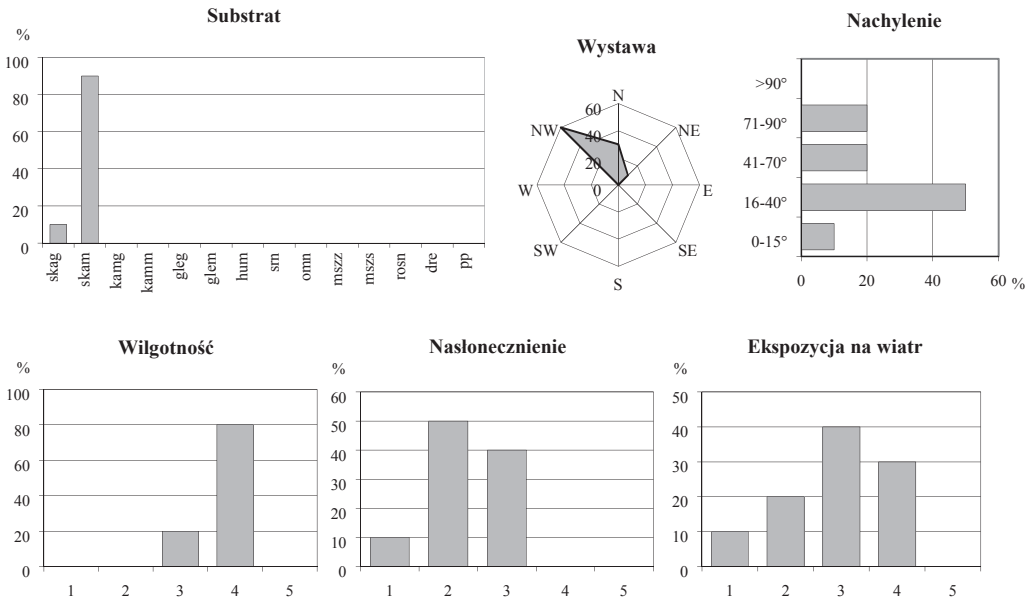 Substrat
%
100
80
60
40
20
0
skag
skam
kamg
kamm
gleg
glem
hum
srn
omn
mszz
mszs
rosn
dre
pp
Wystawa
N
NE
E
SE
S
SW
W
NW
60
40
20
0
Nachylenie
>90°
71-90°
41-70°
16-40°
0-15°
0 20 40 60 %
Wilgotność
%
100
80
60
40
20
0
1 2 3 4 5
Nasłonecznienie
%
60
50
40
30
20
10
0
1 2 3 4 5
Ekspozycja na wiatr
%
50
40
30
20
10
0
1 2 3 4 5